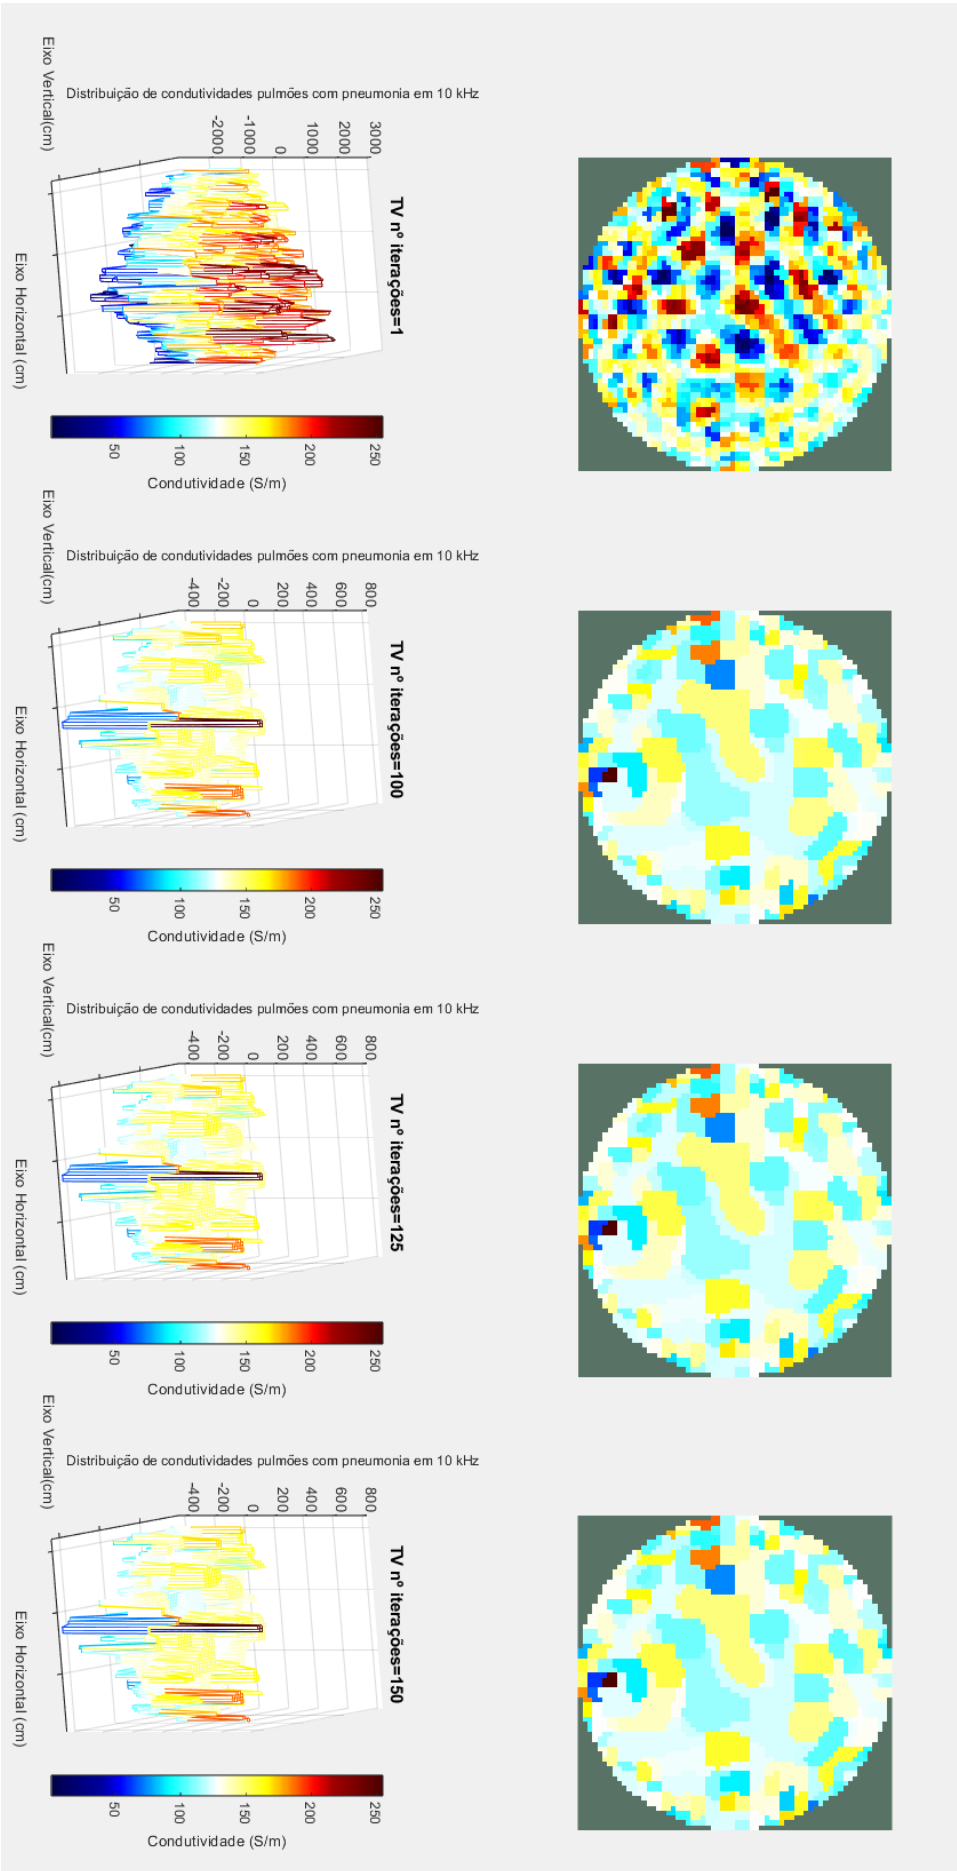 TV nº iterações=1
Distribuição de condutividades pulmões com pneumonia em 10 kHz
3000
2000
1000
0
-1000
-2000
Eixo Vertical(cm)
Eixo Horizontal (cm)
50
100
150
200
250
Condutividade (S/m)
TV nº iterações=100
Distribuição de condutividades pulmões com pneumonia em 10 kHz
800
600
400
200
0
-200
-400
Eixo Vertical(cm)
Eixo Horizontal (cm)
50
100
150
200
250
Condutividade (S/m)
TV nº iterações=125
Distribuição de condutividades pulmões com pneumonia em 10 kHz
800
600
400
200
0
-200
-400
Eixo Vertical(cm)
Eixo Horizontal (cm)
50
100
150
200
250
Condutividade (S/m)
TV nº iterações=150
Distribuição de condutividades pulmões com pneumonia em 10 kHz
800
600
400
200
0
-200
-400
Eixo Vertical(cm)
Eixo Horizontal (cm)
50
100
150
200
250
Condutividade (S/m)